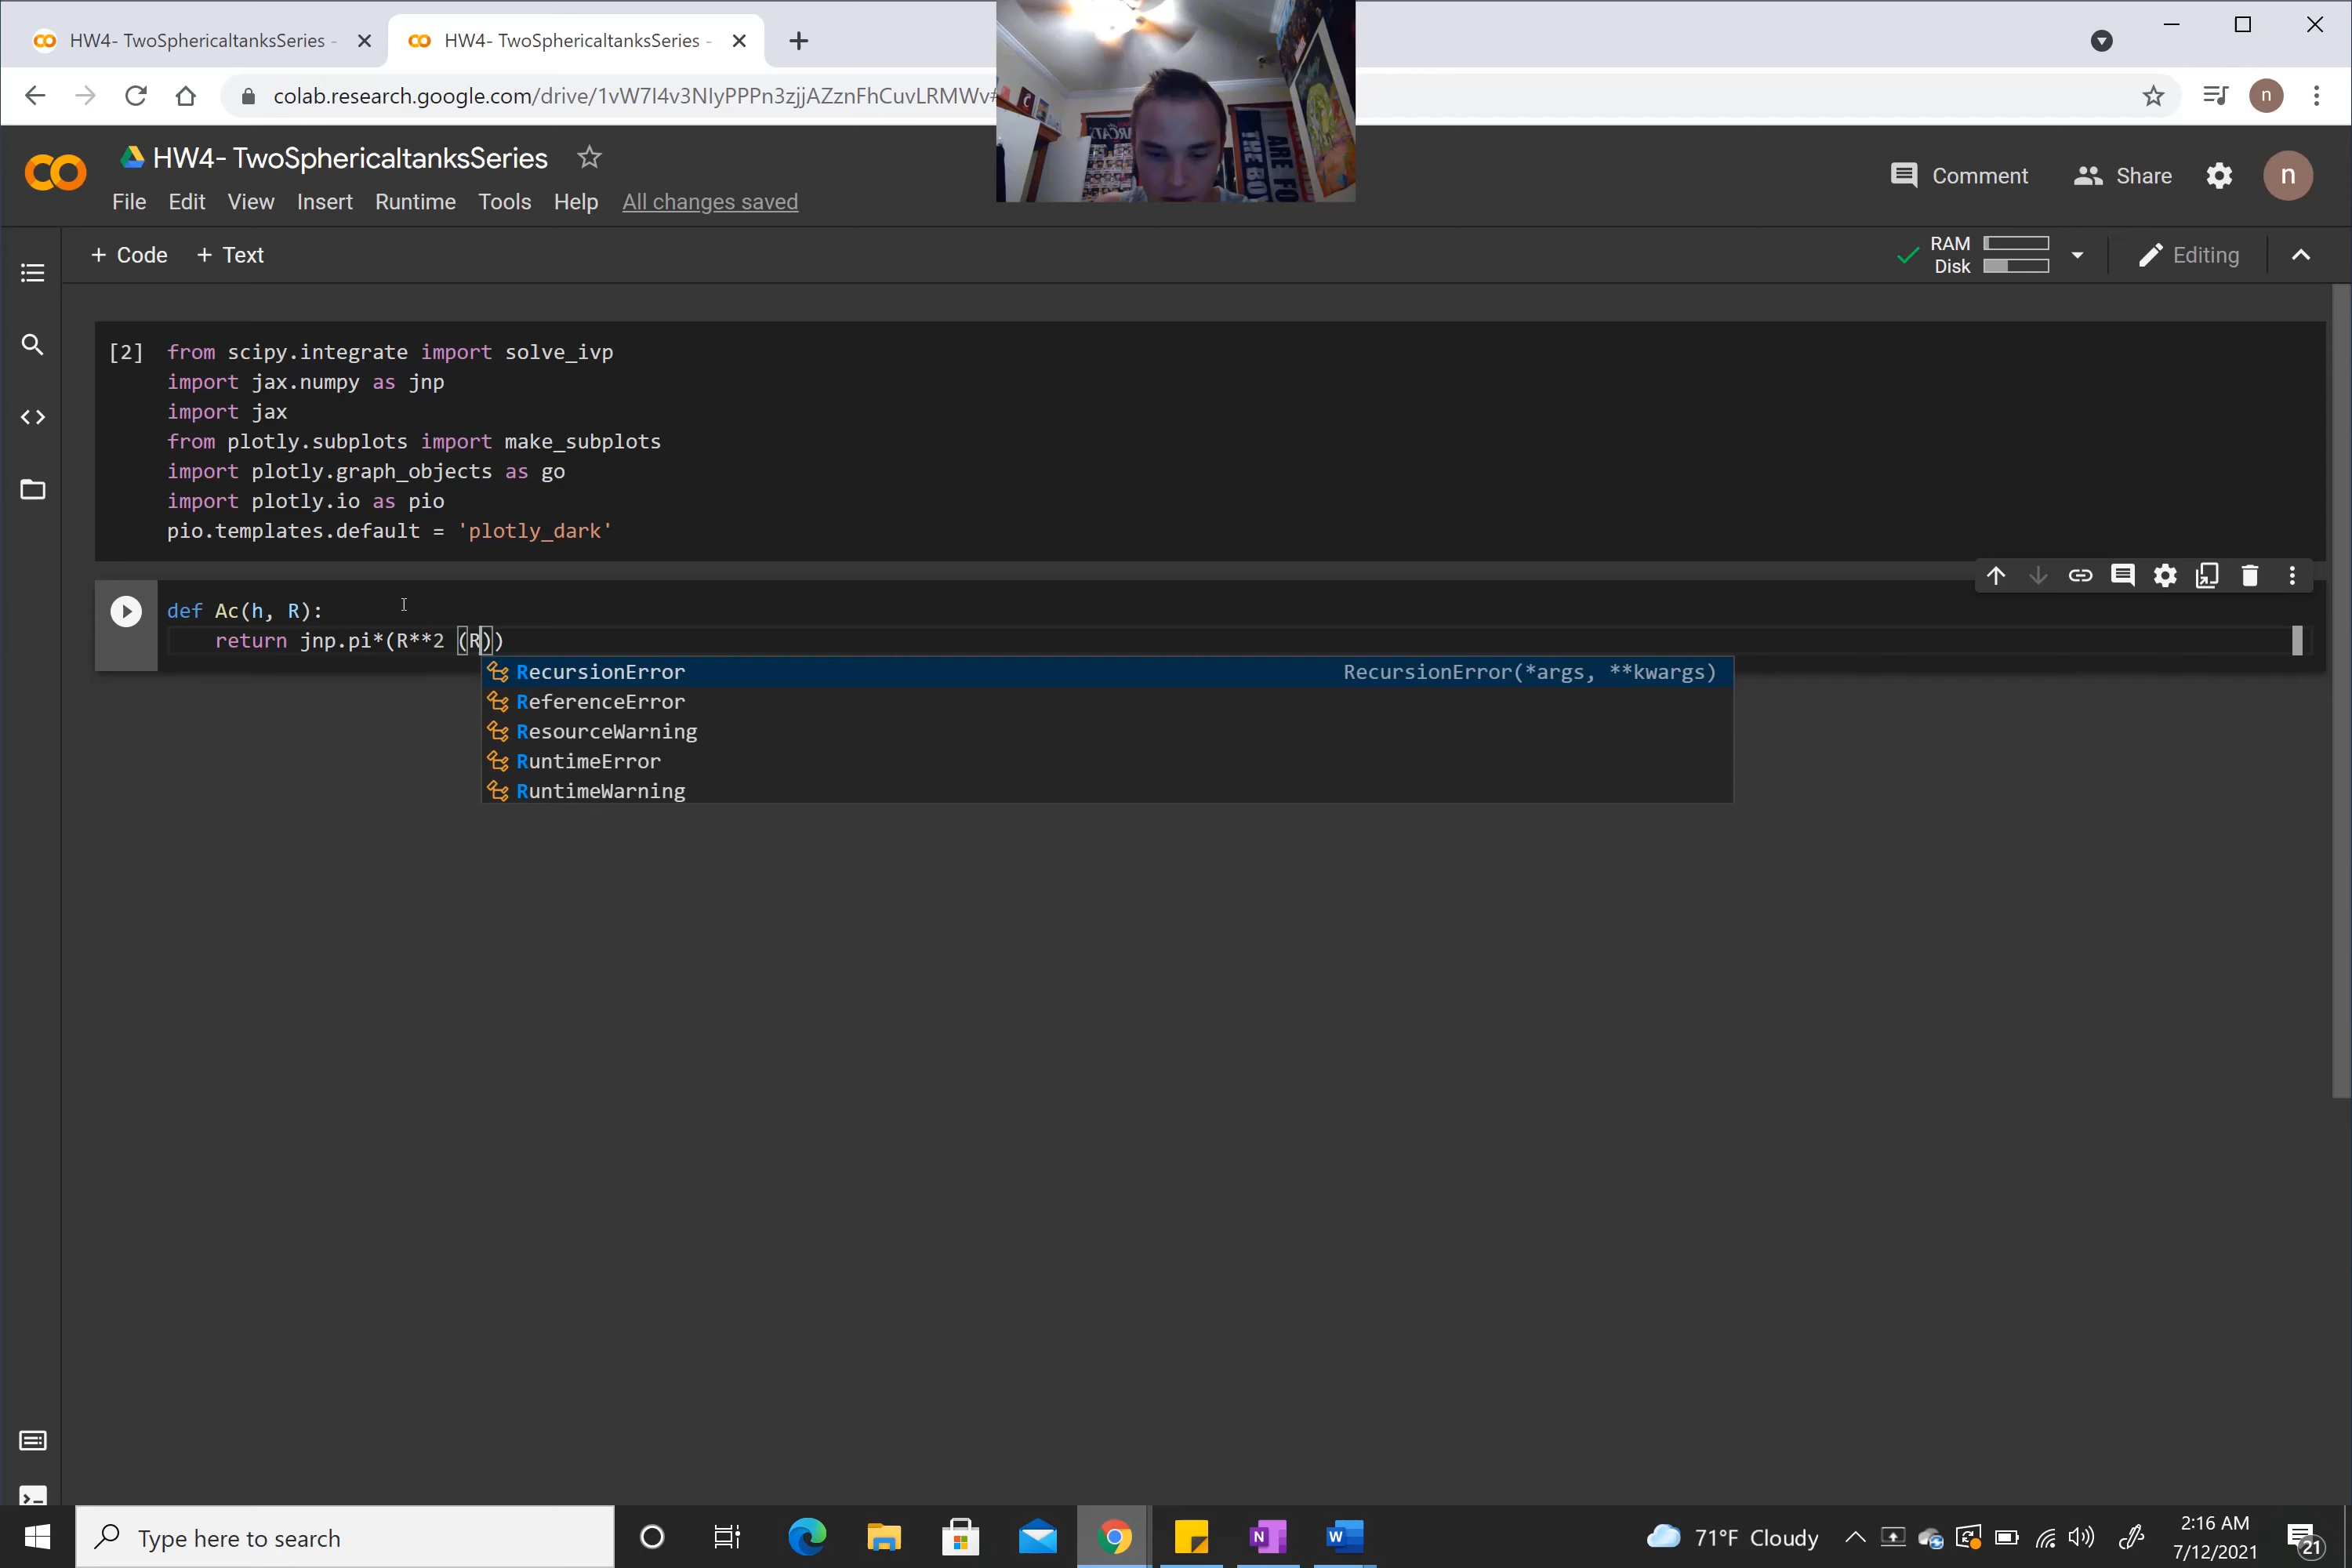 HW4- TwoSphericaltanksSeries -
HW4- TwoSphericaltanksSeries -
colab.research.google.com/drive/1vW7l4v3NlyPPPn3zjjAZznFhCuvLRMWv#
n
HW4- TwoSphericaltanksSeries
File Edit View Insert Runtime Tools Help All changes saved
Comment Share n
+ Code + Text
RAM
Disk
Editing
[2] from scipy.integrate import solve_ivp
import jax.numpy as jnp
import jax
from plotly.subplots import make_subplots
import plotly.graph_objects as go
import plotly.io as pio
pio.templates.default = 'plotly_dark'
def Ac(h, R):
return jnp.pi*(R**2 (R))
RecursionError RecursionError(*args, **kwargs)
ReferenceError
ResourceWarning
RuntimeError
RuntimeWarning
Type here to search
71°F Cloudy
2:16 AM
7/12/2021
21